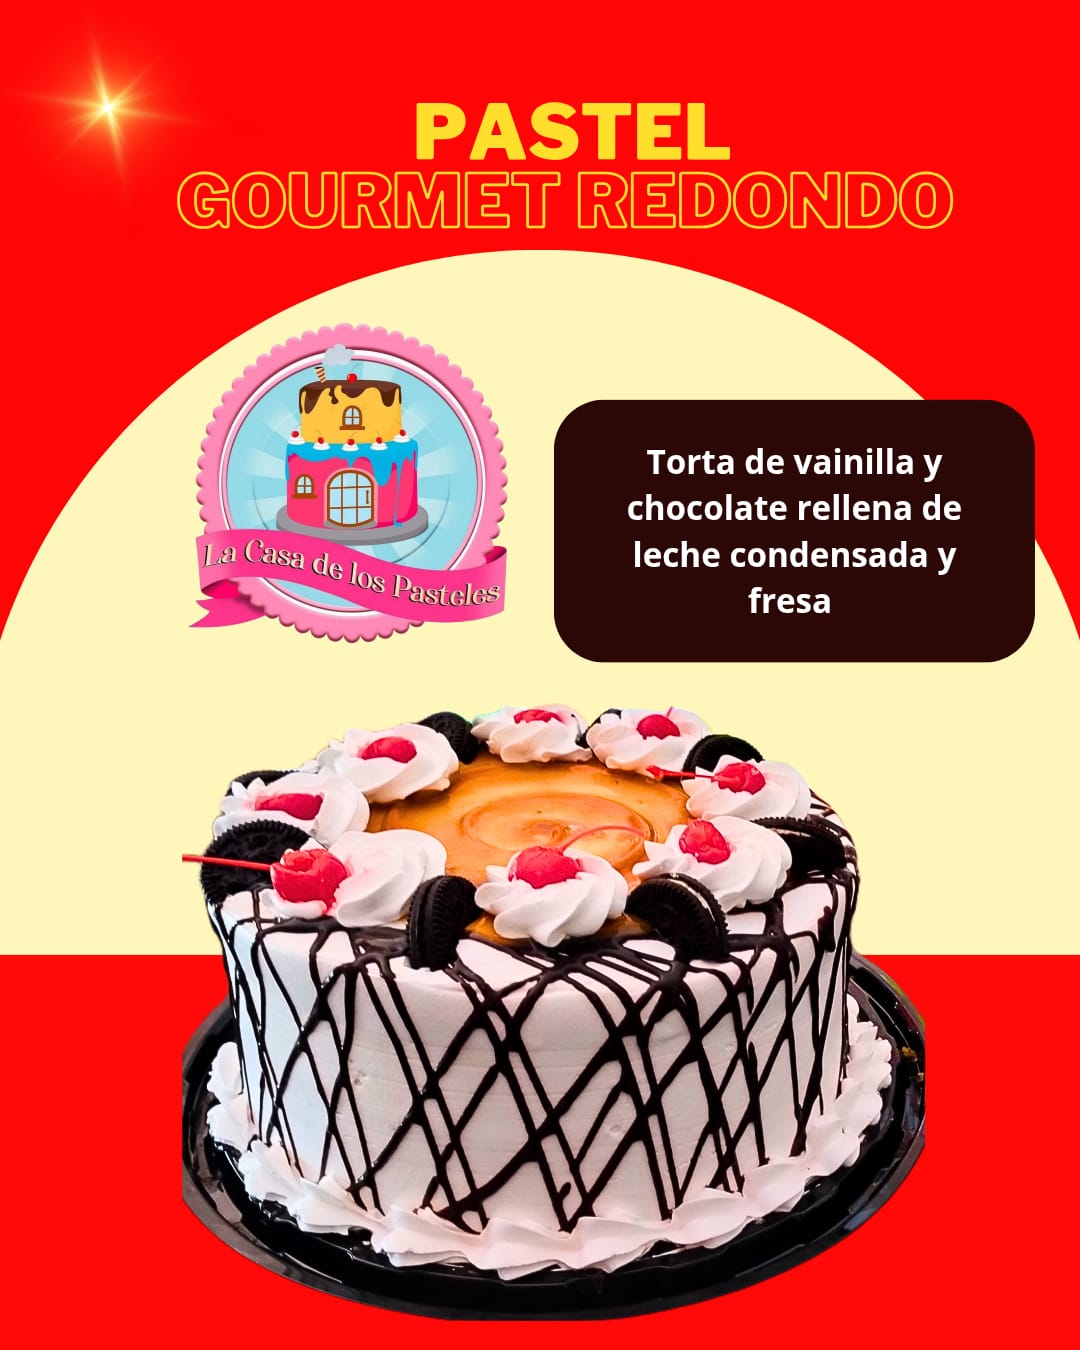 PASTEL
GOURMET REDONDO
La Casa de los Pasteles
Torta de vainilla y
chocolate rellena de
leche condensada y
fresa